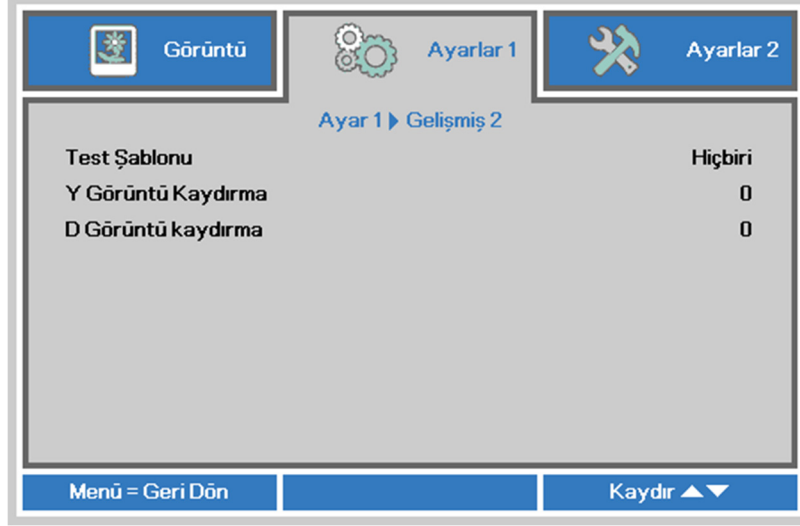 Görüntü
Ayarlar 1
Ayarlar 2
Ayar 1 ▶ Gelişmiş 2
Test Şablonu Hiçbiri
Y Görüntü Kaydırma 0
D Görüntü kaydırma 0
Menü = Geri Dön
Kaydır ▲▼